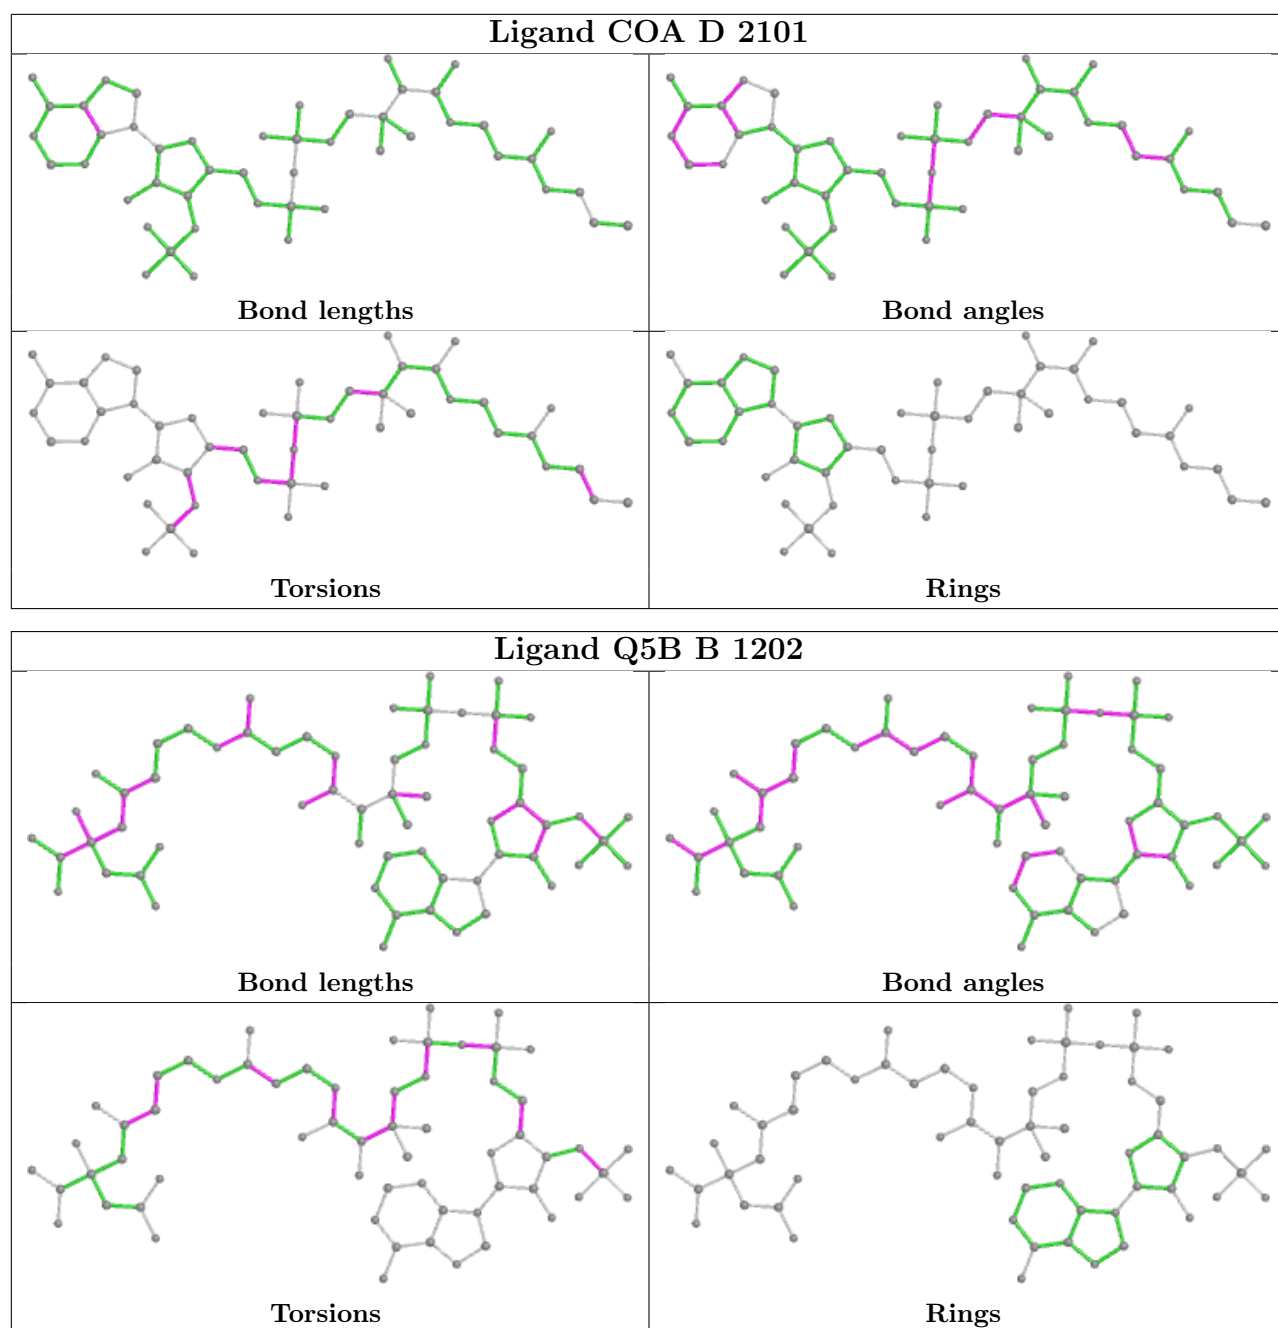 Ligand COA D 2101
Bond lengths
Bond angles
Torsions
Rings
Ligand Q5B B 1202
Bond lengths
Bond angles
Torsions
Rings